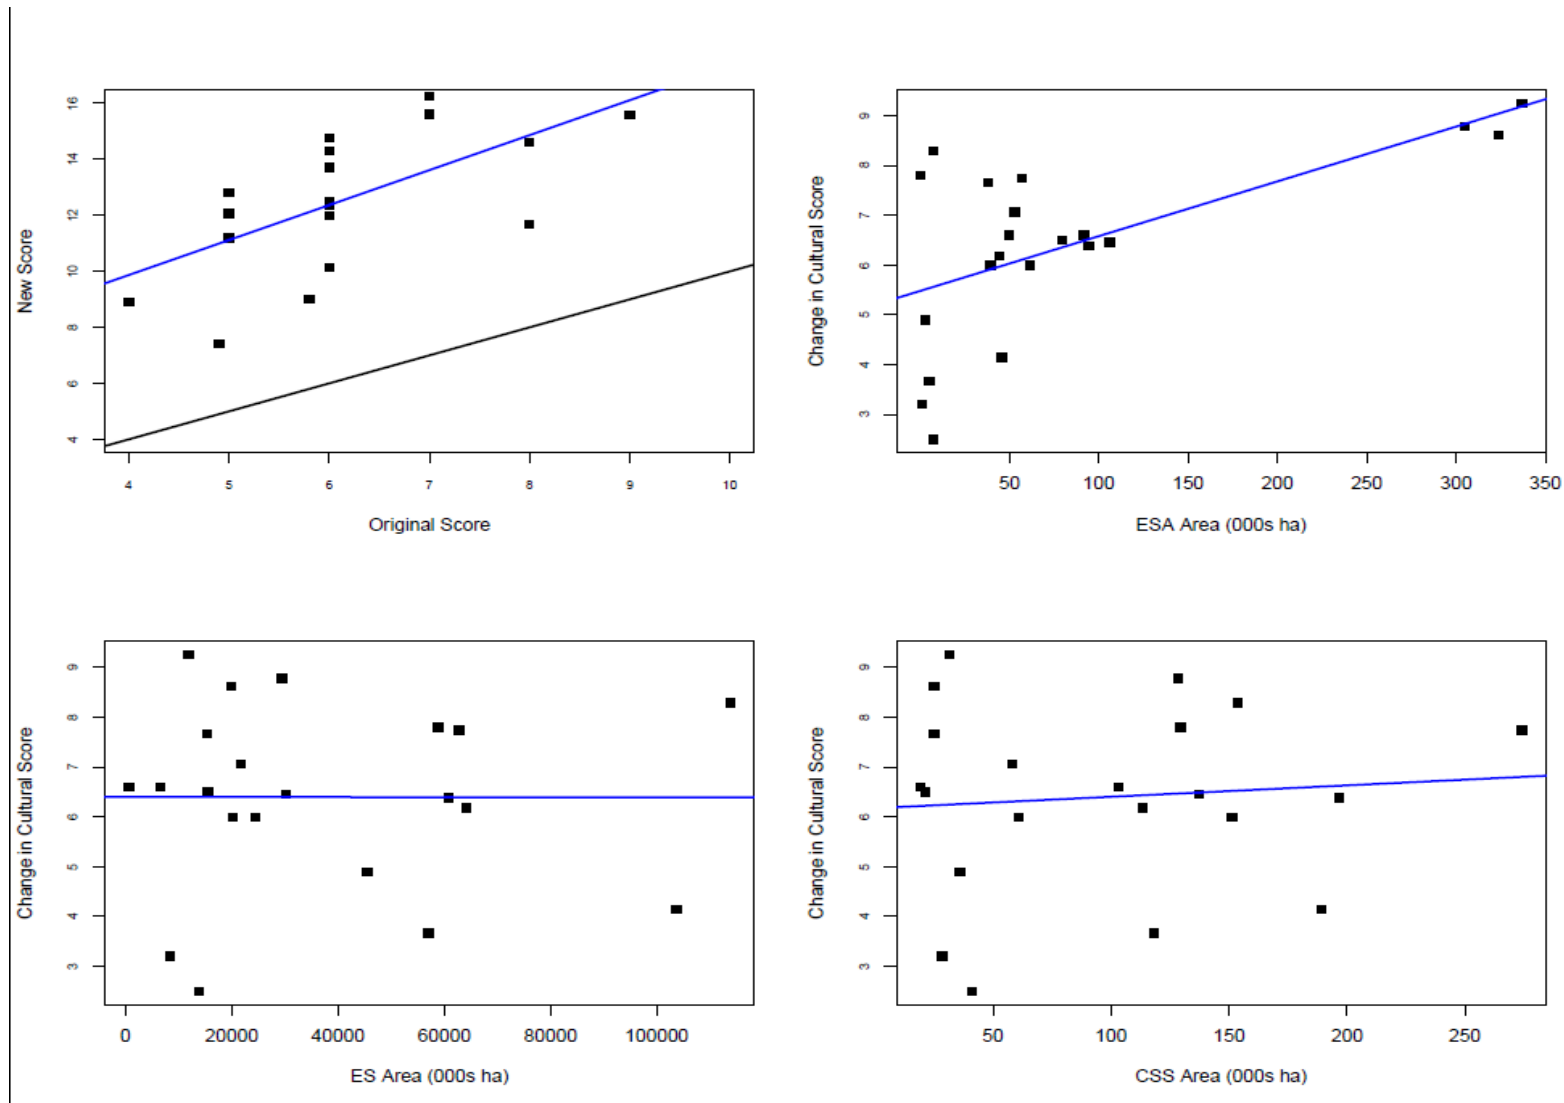 New Score
16
14
12
10
8
6
4
4 5 6 7 8 9 10
Original Score
Change in Cultural Score
9
8
7
6
5
4
3
50 100 150 200 250 300 350
ESA Area (000s ha)
Change in Cultural Score
9
8
7
6
5
4
3
0 20000 40000 60000 80000 100000
ES Area (000s ha)
Change in Cultural Score
9
8
7
6
5
4
3
50 100 150 200 250
CSS Area (000s ha)